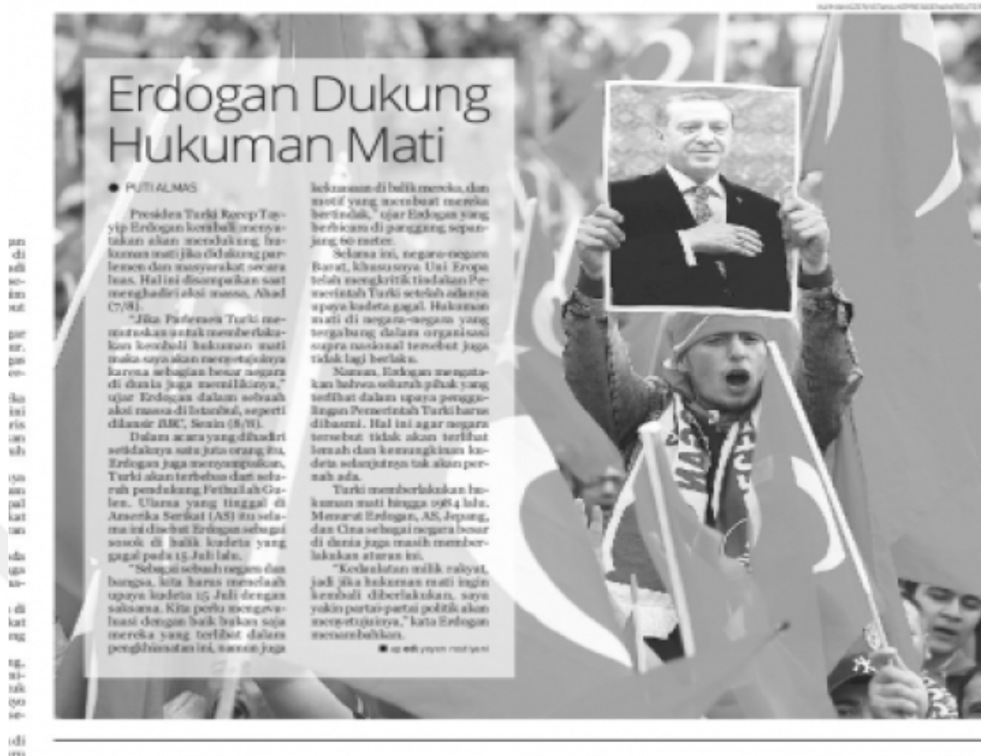 Erdogan Dukung
Hukuman Mati
● PUTI ALMAS
Presiden Turki Recep Tay-
yip Erdogan kembali menya-
takan akan mendukung hu-
kuman mati jika didukung par-
lemen dan masyarakat secara
luas. Hal ini disampaikan saat
menghadiri aksi massa, Ahad
(7/8).
"Jika Parlemen Turki me-
mutuskan untuk memberlaku-
kan kembali hukuman mati
maka saya akan menyetujuinya
karena sebagian besar negara
di dunia juga memilikinya,"
ujar Erdogan dalam sebuah
aksi massa di Istanbul, seperti
dilansir BBC, Senin (8/8).
Dalam acara yang dihadiri
setidaknya satu juta orang itu,
Erdogan juga menyampaikan,
Turki akan terbebas dari selu-
ruh pendukung Fethullah Gu-
len. Ulama yang tinggal di
Amerika Serikat (AS) itu sela-
ma ini disebut Erdogan sebagai
sosok di balik kudeta yang
gagal pada 15 Juli lalu.
"Sebagai sebuah negara dan
bangsa, kita harus menelaah
upaya kudeta 15 Juli dengan
saksama. Kita perlu mengeva-
luasi dengan baik bukan saja
mereka yang terlibat dalam
pengkhianatan ini, namun juga
kekuasaan di balik mereka, dan
motif yang membuat mereka
bertindak," ujar Erdogan yang
berbicara di panggung sepan-
jang 60 meter.
Selama ini, negara-negara
Barat, khususnya Uni Eropa
telah mengkritik tindakan Pe-
merintah Turki setelah adanya
upaya kudeta gagal. Hukuman
mati di negara-negara yang
tergabung dalam organisasi
supra nasional tersebut juga
tidak lagi berlaku.
Namun, Erdogan mengata-
kan bahwa seluruh pihak yang
terlibat dalam upaya penggu-
lingan Pemerintah Turki harus
dibasmi. Hal ini agar negara
tersebut tidak akan terlihat
lemah dan kemungkinan ku-
deta selanjutnya tak akan per-
nah ada.
Turki memberlakukan hu-
kuman mati hingga 1984 lalu.
Menurut Erdogan, AS, Jepang,
dan Cina sebagai negara besar
di dunia juga masih member-
lakukan aturan ini.
"Kedaulatan milik rakyat,
jadi jika hukuman mati ingin
kembali diberlakukan, saya
yakin partai-partai politik akan
menyetujuinya," kata Erdogan
menambahkan.
■ ap ed: yeyen rostiyani